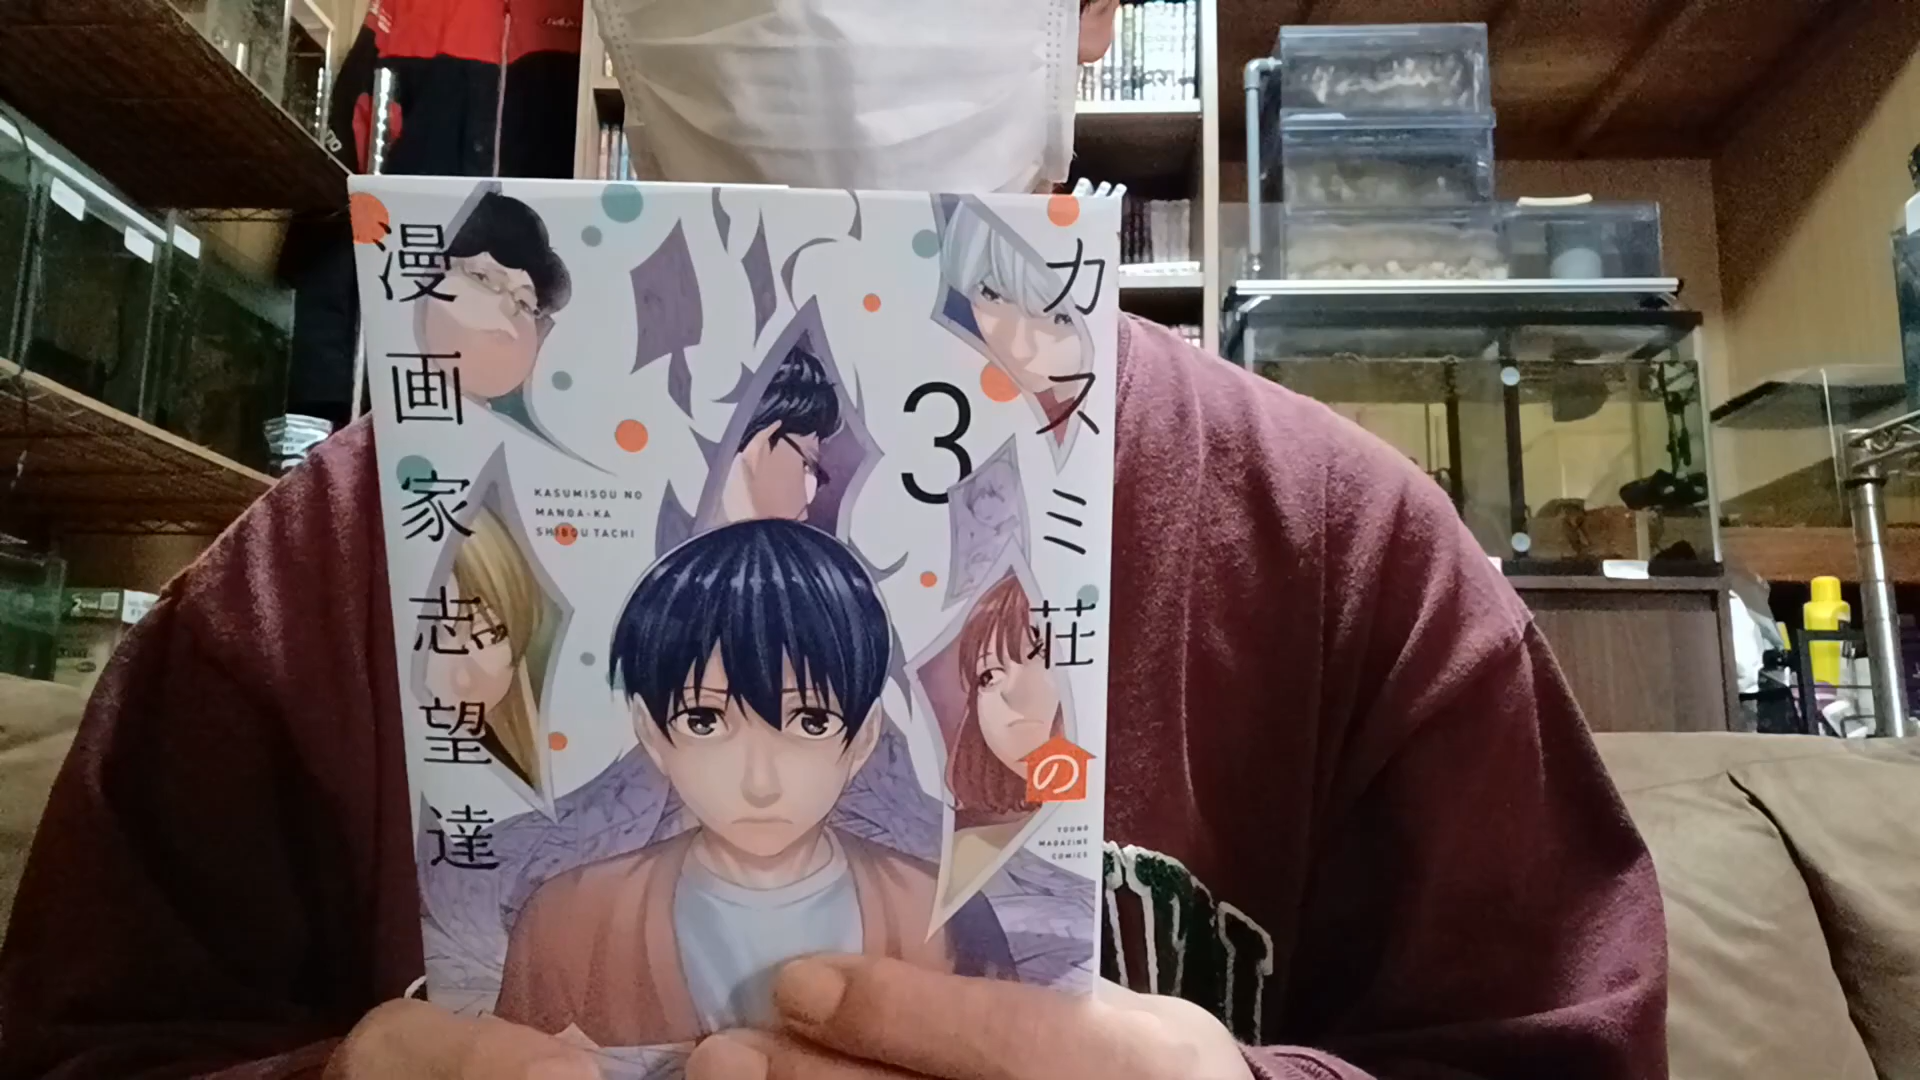 カスミ荘の
漫画家志望達
3
KASUMISOU NO
MANGA-KA
SHIBOU TACHI
YOUNG
MAGAZINE
COMICS